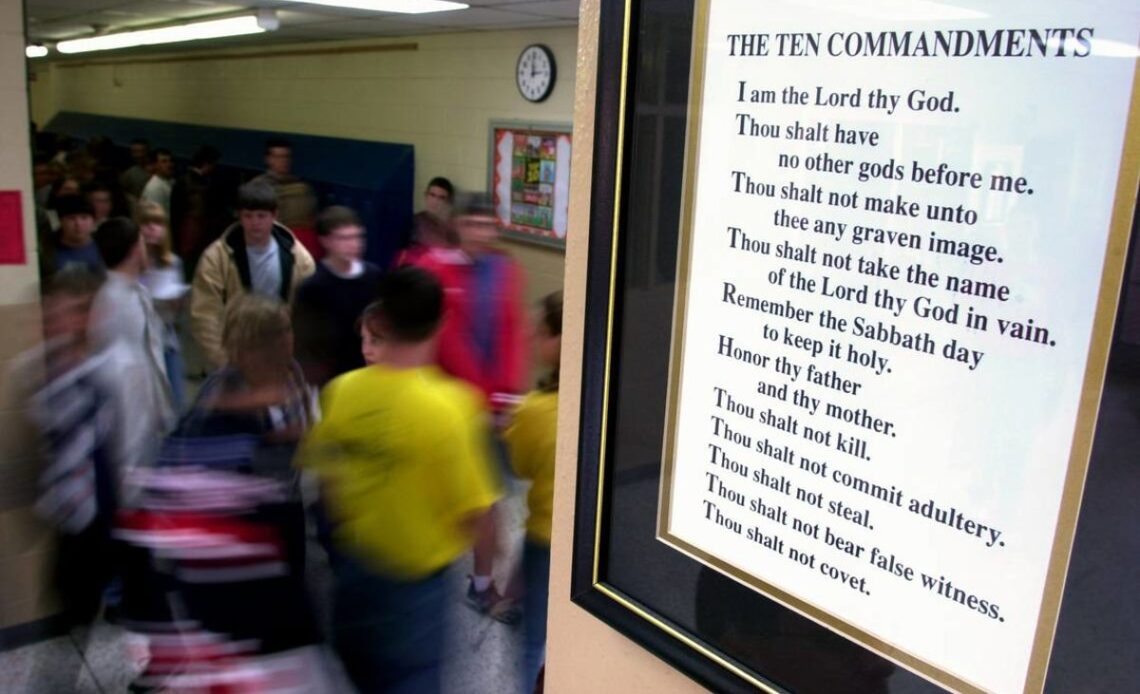 THE TEN COMMANDMENTS
I am the Lord thy God.
Thou shalt have
no other gods before me.
Thou shalt not make unto
thee any graven image.
Thou shalt not take the name
of the Lord thy God in vain.
Remember the Sabbath day
to keep it holy.
Honor thy father
and thy mother.
Thou shalt not kill.
Thou shalt not commit adultery.
Thou shalt not steal.
Thou shalt not bear false witness.
Thou shalt not covet.